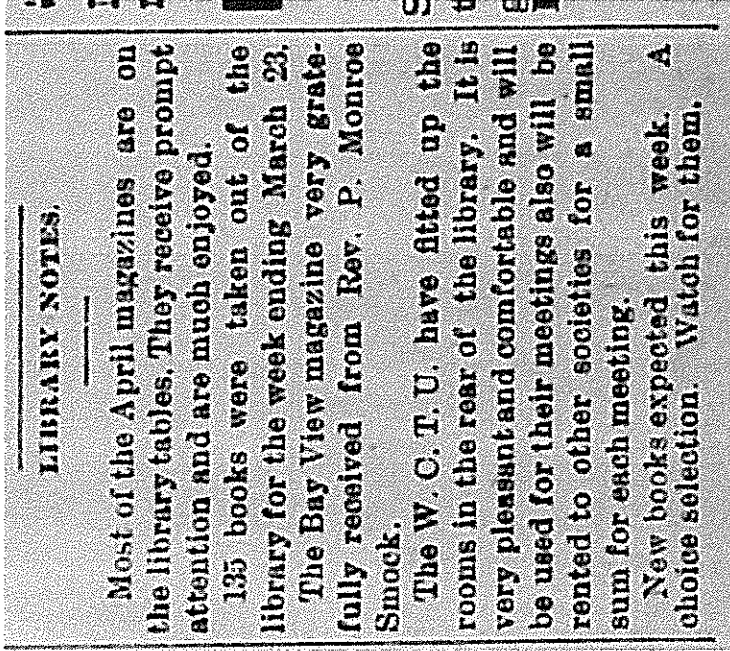 LIBRARY NOTES.
Most of the April magazines are on
the library tables. They receive prompt
attention and are much enjoyed.
135 books were taken out of the
library for the week ending March 23.
The Bay View magazine very grate-
fully received from Rev. P. Monroe
Smock.
The W. C. T. U. have fitted up the
rooms in the rear of the library. It is
very pleasant and comfortable and will
be used for their meetings also will be
rented to other societies for a small
sum for each meeting.
New books expected this week. A
choice selection. Watch for them.